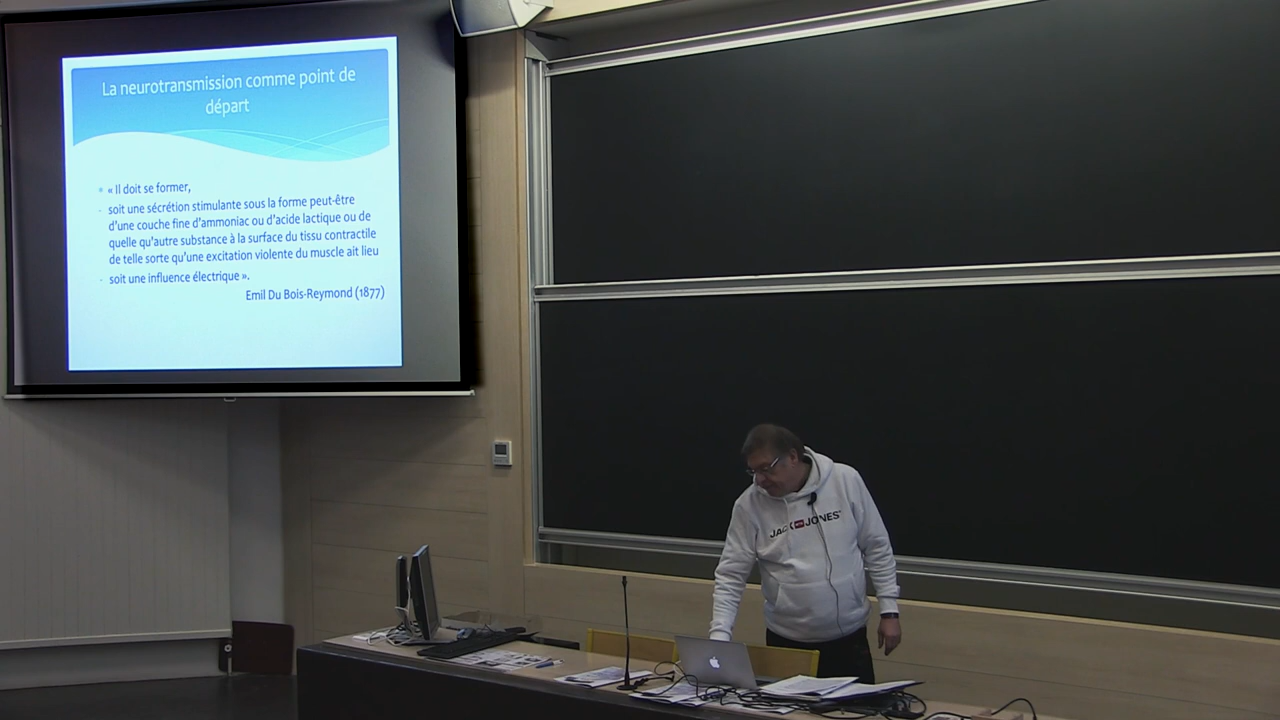 La neurotransmission comme point de
départ
« Il doit se former,
soit une sécrétion stimulante sous la forme peut-être
d'une couche fine d'ammoniac ou d'acide lactique ou de
quelle qu'autre substance à la surface du tissu contractile
de telle sorte qu'une excitation violente du muscle ait lieu
soit une influence électrique ».
Emil Du Bois-Reymond (1877)
JACK JONES